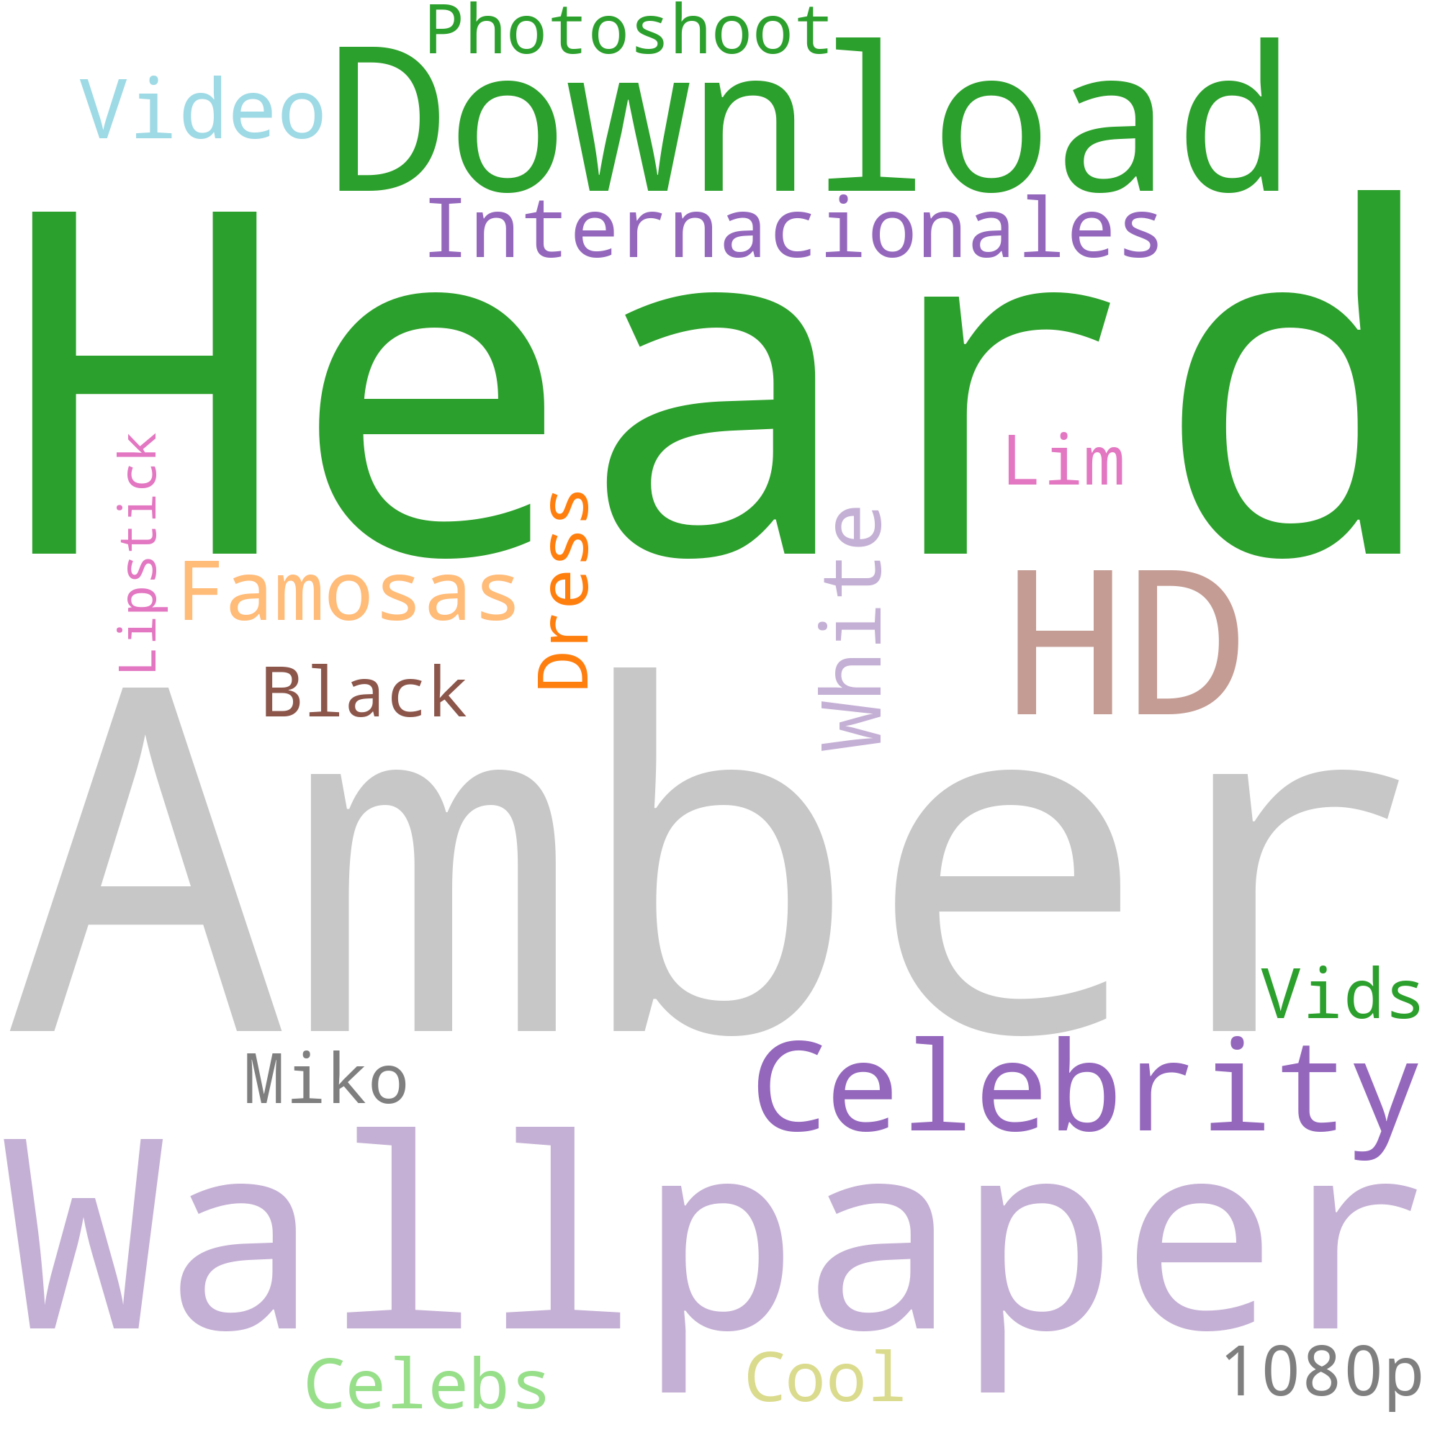 Photoshoot
Video
Download
Internacionales
Heard
Lipstick
Lim
Dress
White
Famosas
HD
Black
Amber
Vids
Miko
Celebrity
Wallpaper
Celebs
Cool
1080p